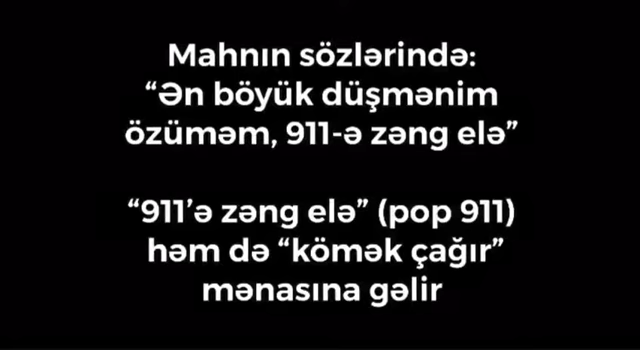 Mahnın sözlərində:
“Ən böyük düşmənim
özüməm, 911-ə zəng elə”
“911’ə zəng elə” (pop 911)
həm də “kömək çağır”
mənasına gəlir